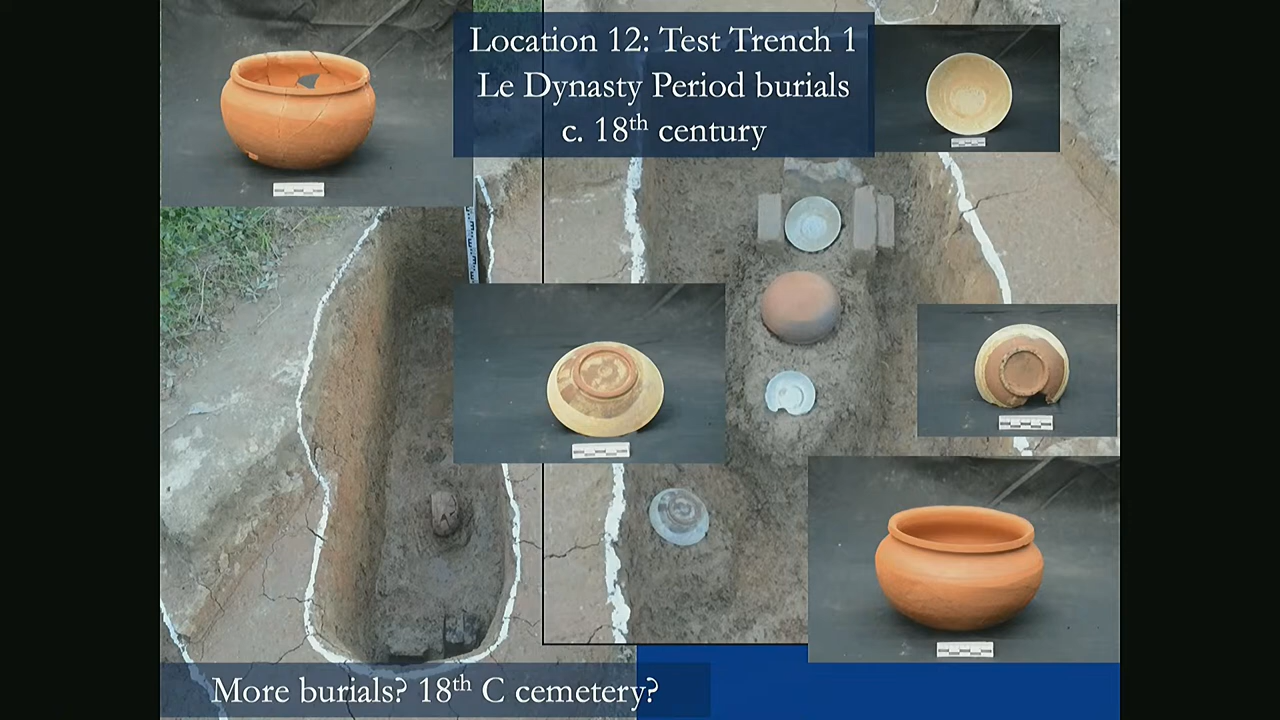 Location 12: Test Trench 1
Le Dynasty Period burials
c. 18th century
More burials? 18th C cemetery?